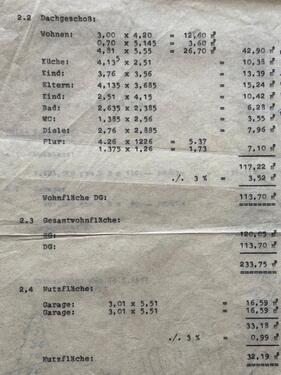 2.2 Dachgeschoß:
Wohnen: 3,00 x 4,20 = 12,60 m²
0,70 x 5,145 = 3,60 m²
4,81 x 5,55 = 26,70 m² 42,90 m²
Küche: 4,13⁵ x 2,51 = 10,38 m²
Kind: 3,76 x 3,56 = 13,39 m²
Eltern: 4,135 x 3,685 = 15,24 m²
Kind: 2,51 x 4,15 = 10,42 m²
Bad: 2,635 x 2,385 = 6,28 m²
WC: 1,385 x 2,56 = 3,55 m²
Diele: 2,76 x 2,885 = 7,96 m²
Flur: 4.26 x 1226 = 5.37
1.375 x 1.26 = 1,73 7,10 m²
117,22 m²
./. 3 % = 3,52 m²
Wohnfläche DG: 113,70 m²
2.3 Gesamtwohnfläche:
EG: 120,05 m²
DG: 113,70 m²
233,75 m²
2,4 Nutzfläche:
Garage: 3,01 x 5.51 = 16,59 m²
Garage: 3,01 x 5.51 = 16,59 m²
33,18 m²
./. 3 % = 0,99 m²
Nutzfläche: 32,19 m²